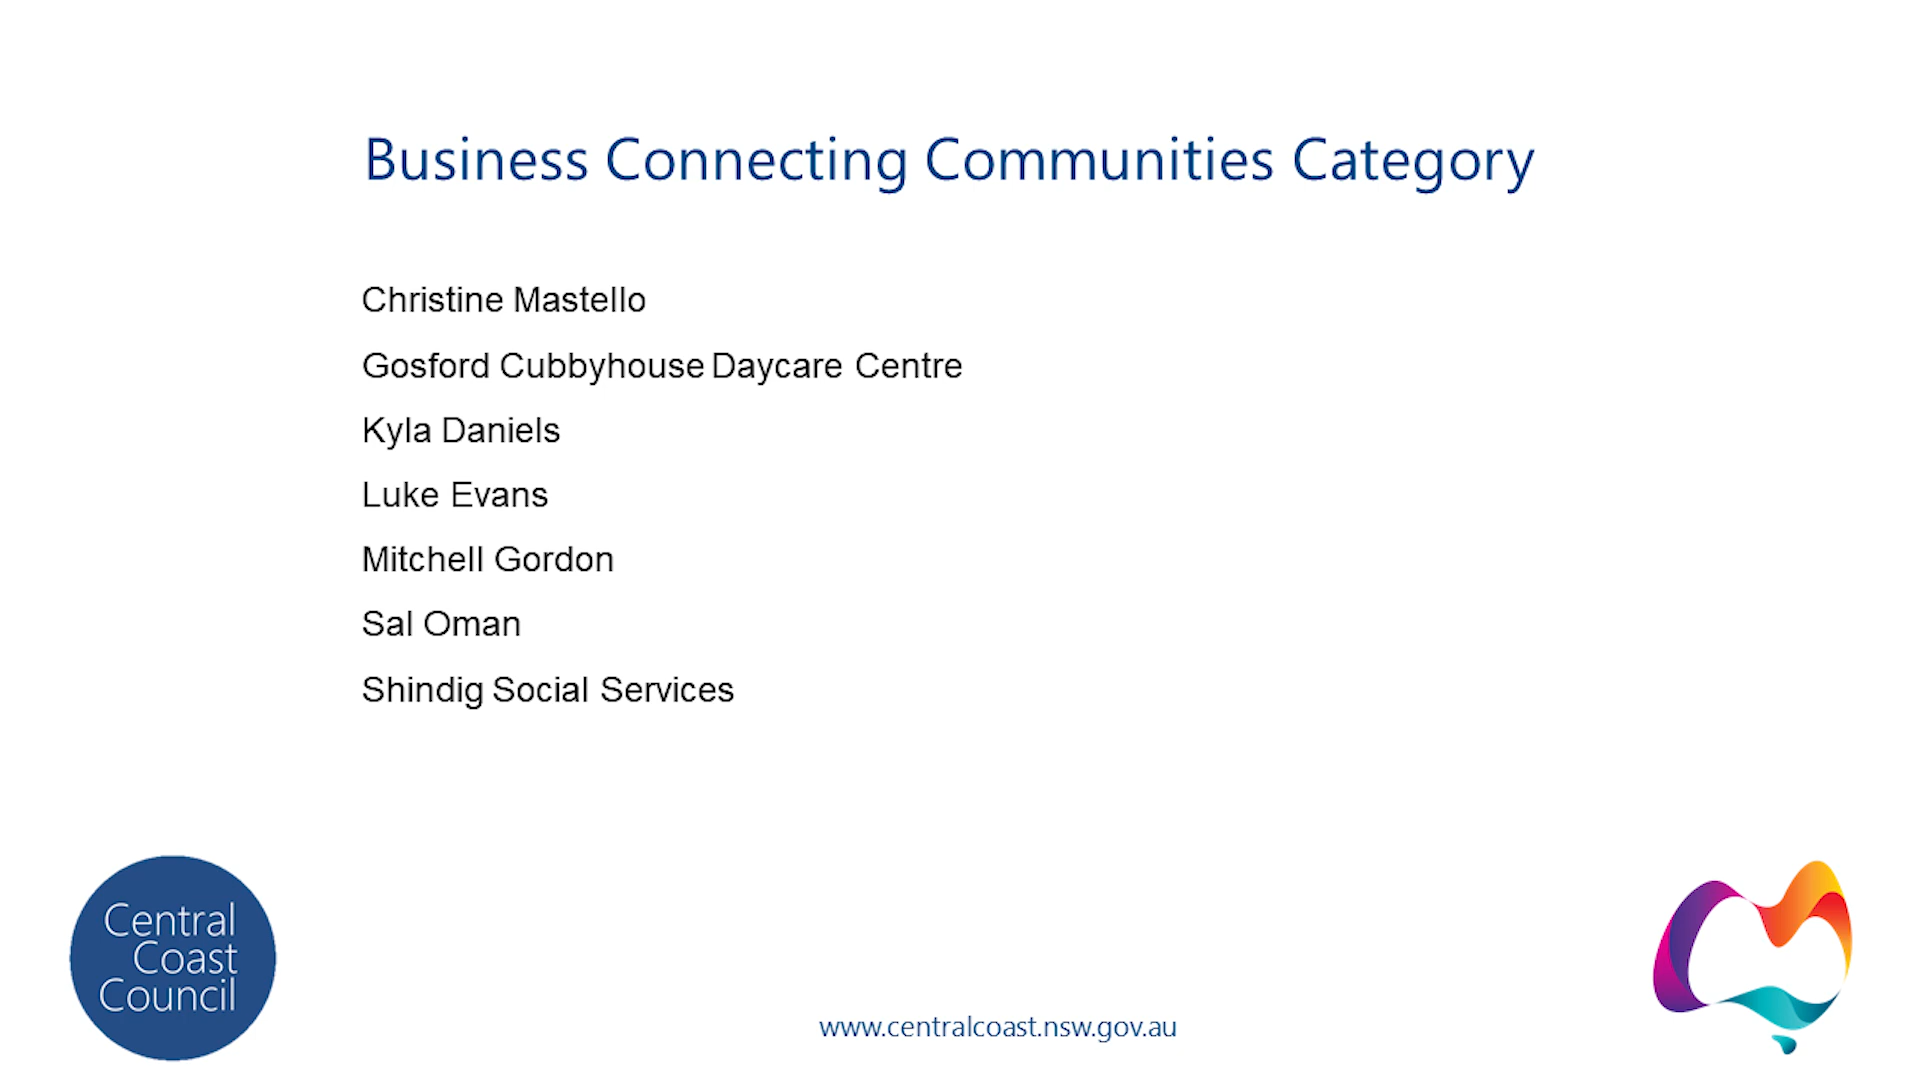 Business Connecting Communities Category
Christine Mastello
Gosford Cubbyhouse Daycare Centre
Kyla Daniels
Luke Evans
Mitchell Gordon
Sal Oman
Shindig Social Services
Central
Coast
Council
www.centralcoast.nsw.gov.au